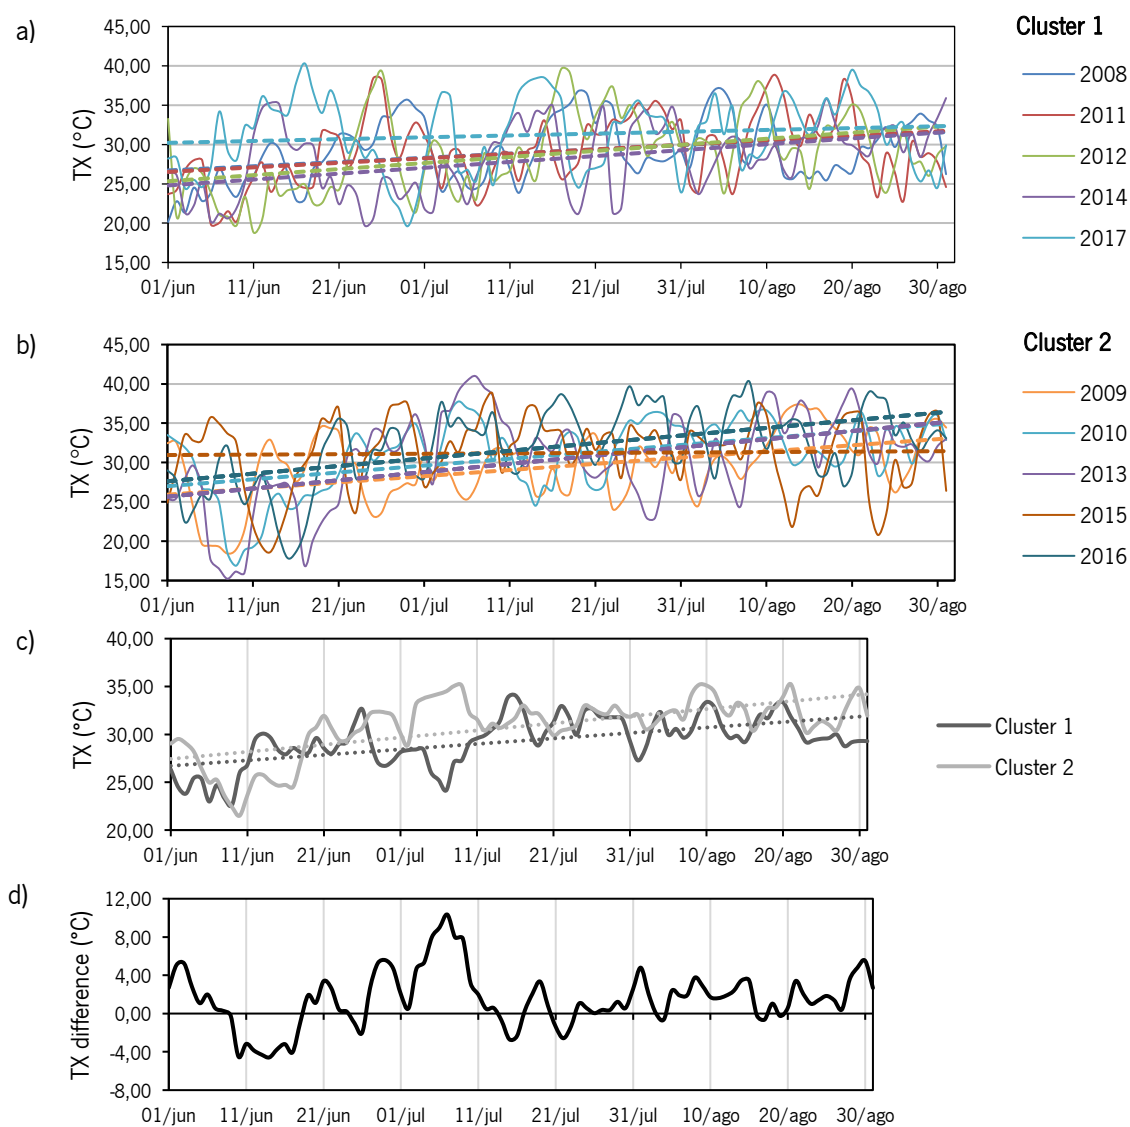 a)
TX (°C)
45,00
40,00
35,00
30,00
25,00
20,00
15,00
01/jun 11/jun 21/jun 01/jul 11/jul 21/jul 31/jul 10/ago 20/ago 30/ago
Cluster 1
2008
2011
2012
2014
2017
b)
TX (°C)
45,00
40,00
35,00
30,00
25,00
20,00
15,00
01/jun 11/jun 21/jun 01/jul 11/jul 21/jul 31/jul 10/ago 20/ago 30/ago
Cluster 2
2009
2010
2013
2015
2016
c)
TX (°C)
40,00
35,00
30,00
25,00
20,00
01/jun 11/jun 21/jun 01/jul 11/jul 21/jul 31/jul 10/ago 20/ago 30/ago
Cluster 1
Cluster 2
d)
TX difference (°C)
12,00
8,00
4,00
0,00
-4,00
-8,00
01/jun 11/jun 21/jun 01/jul 11/jul 21/jul 31/jul 10/ago 20/ago 30/ago